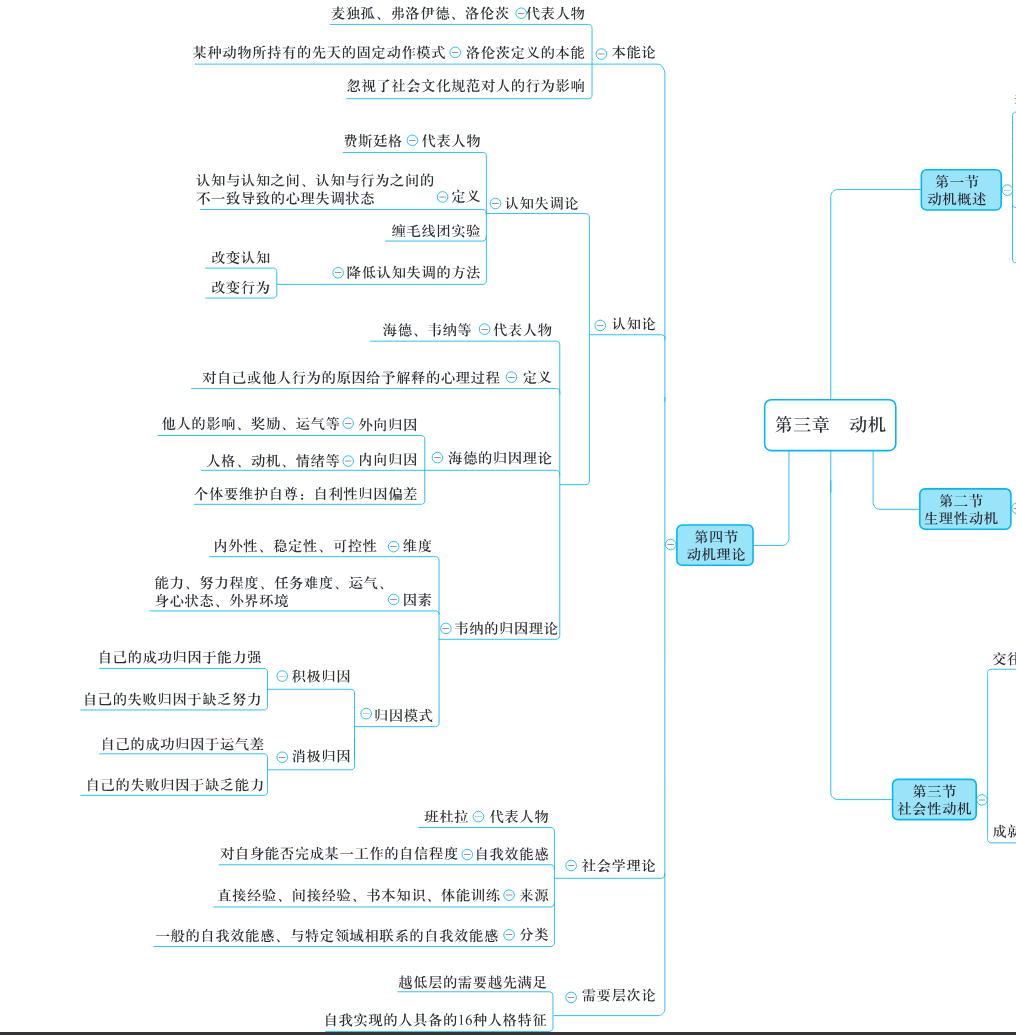 第三章 动机
第一节
动机概述
第二节
生理性动机
第三节
社会性动机
交往
成就
第四节
动机理论
本能论
代表人物
麦独孤、弗洛伊德、洛伦茨
洛伦茨定义的本能
某种动物所持有的先天的固定动作模式
忽视了社会文化规范对人的行为影响
认知论
认知失调论
代表人物
费斯廷格
定义
认知与认知之间、认知与行为之间的
不一致导致的心理失调状态
缠毛线团实验
降低认知失调的方法
改变认知
改变行为
海德的归因理论
代表人物
海德、韦纳等
定义
对自己或他人行为的原因给予解释的心理过程
外向归因
他人的影响、奖励、运气等
内向归因
人格、动机、情绪等
个体要维护自尊：自利性归因偏差
韦纳的归因理论
维度
内外性、稳定性、可控性
因素
能力、努力程度、任务难度、运气、
身心状态、外界环境
归因模式
积极归因
自己的成功归因于能力强
自己的失败归因于缺乏努力
消极归因
自己的成功归因于运气差
自己的失败归因于缺乏能力
社会学理论
代表人物
班杜拉
自我效能感
对自身能否完成某一工作的自信程度
来源
直接经验、间接经验、书本知识、体能训练
分类
一般的自我效能感、与特定领域相联系的自我效能感
需要层次论
越低层的需要越先满足
自我实现的人具备的16种人格特征